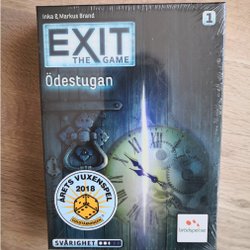 Inka & Markus Brand
1
EXIT
THE GAME
Ödestugan
ÅRETS VUXENSPEL
2018
SVÅRIGHET